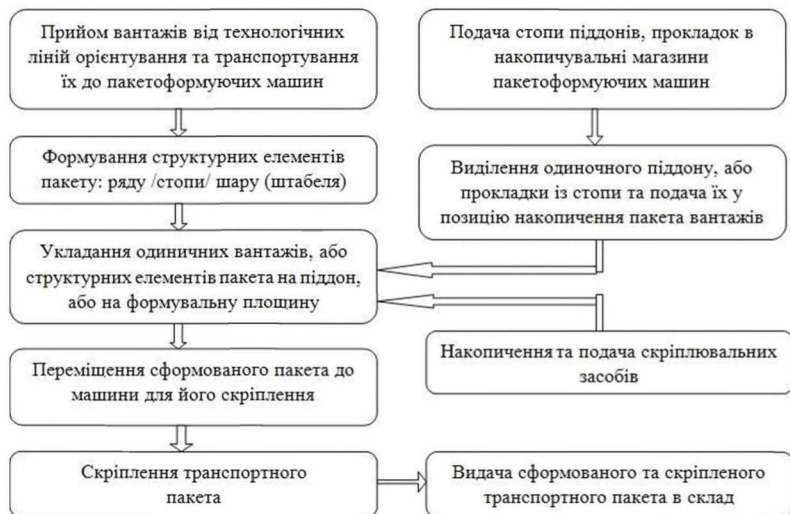 Прийом вантажів від технологічних
ліній орієнтування та транспортування
їх до пакетоформуючих машин
Подача стопи піддонів, прокладок в
накопичувальні магазини
пакетоформуючих машин
Формування структурних елементів
пакету: ряду /стопи/ шару (штабеля)
Виділення одиночного піддону, або
прокладки із стопи та подача їх у
позицію накопичення пакета вантажів
Укладання одиничних вантажів, або
структурних елементів пакета на піддон,
або на формувальну площину
Накопичення та подача скріплювальних
засобів
Переміщення сформованого пакета до
машини для його скріплення
Скріплення транспортного
пакета
Видача сформованого та скріпленого
транспортного пакета в склад